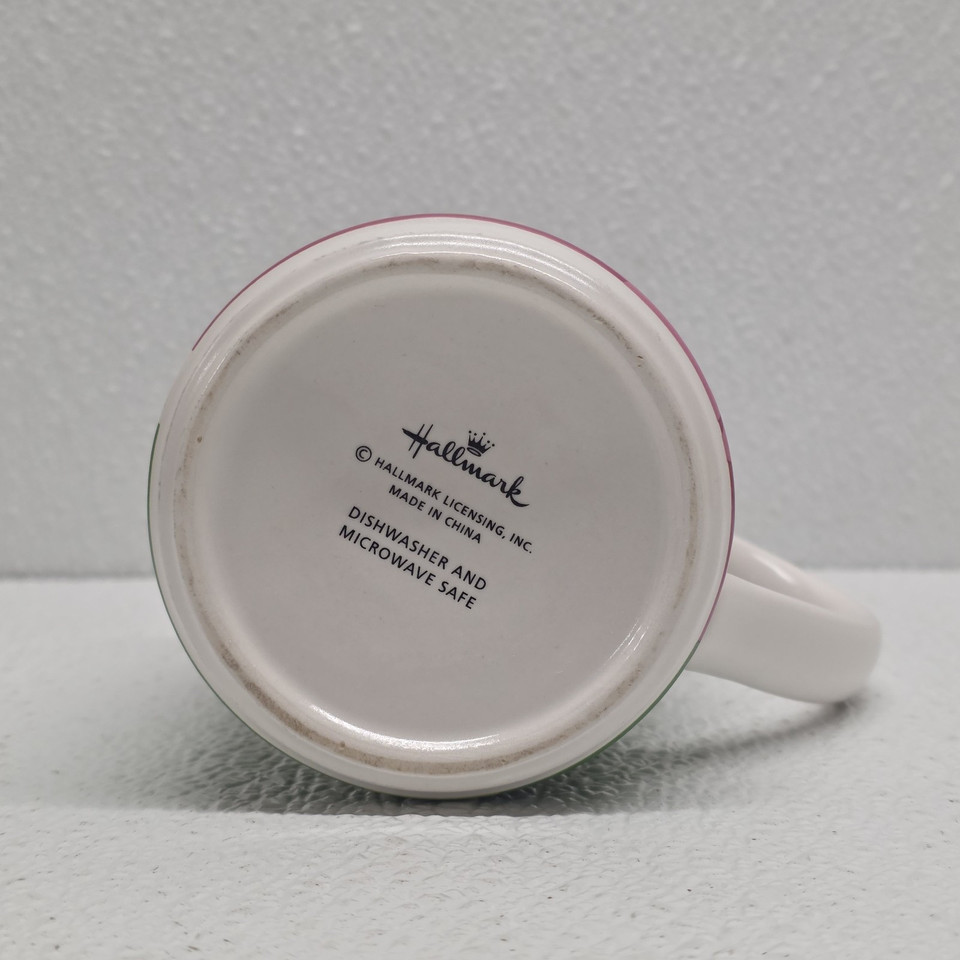 Hallmark
© HALLMARK LICENSING, INC.
MADE IN CHINA
DISHWASHER AND
MICROWAVE SAFE